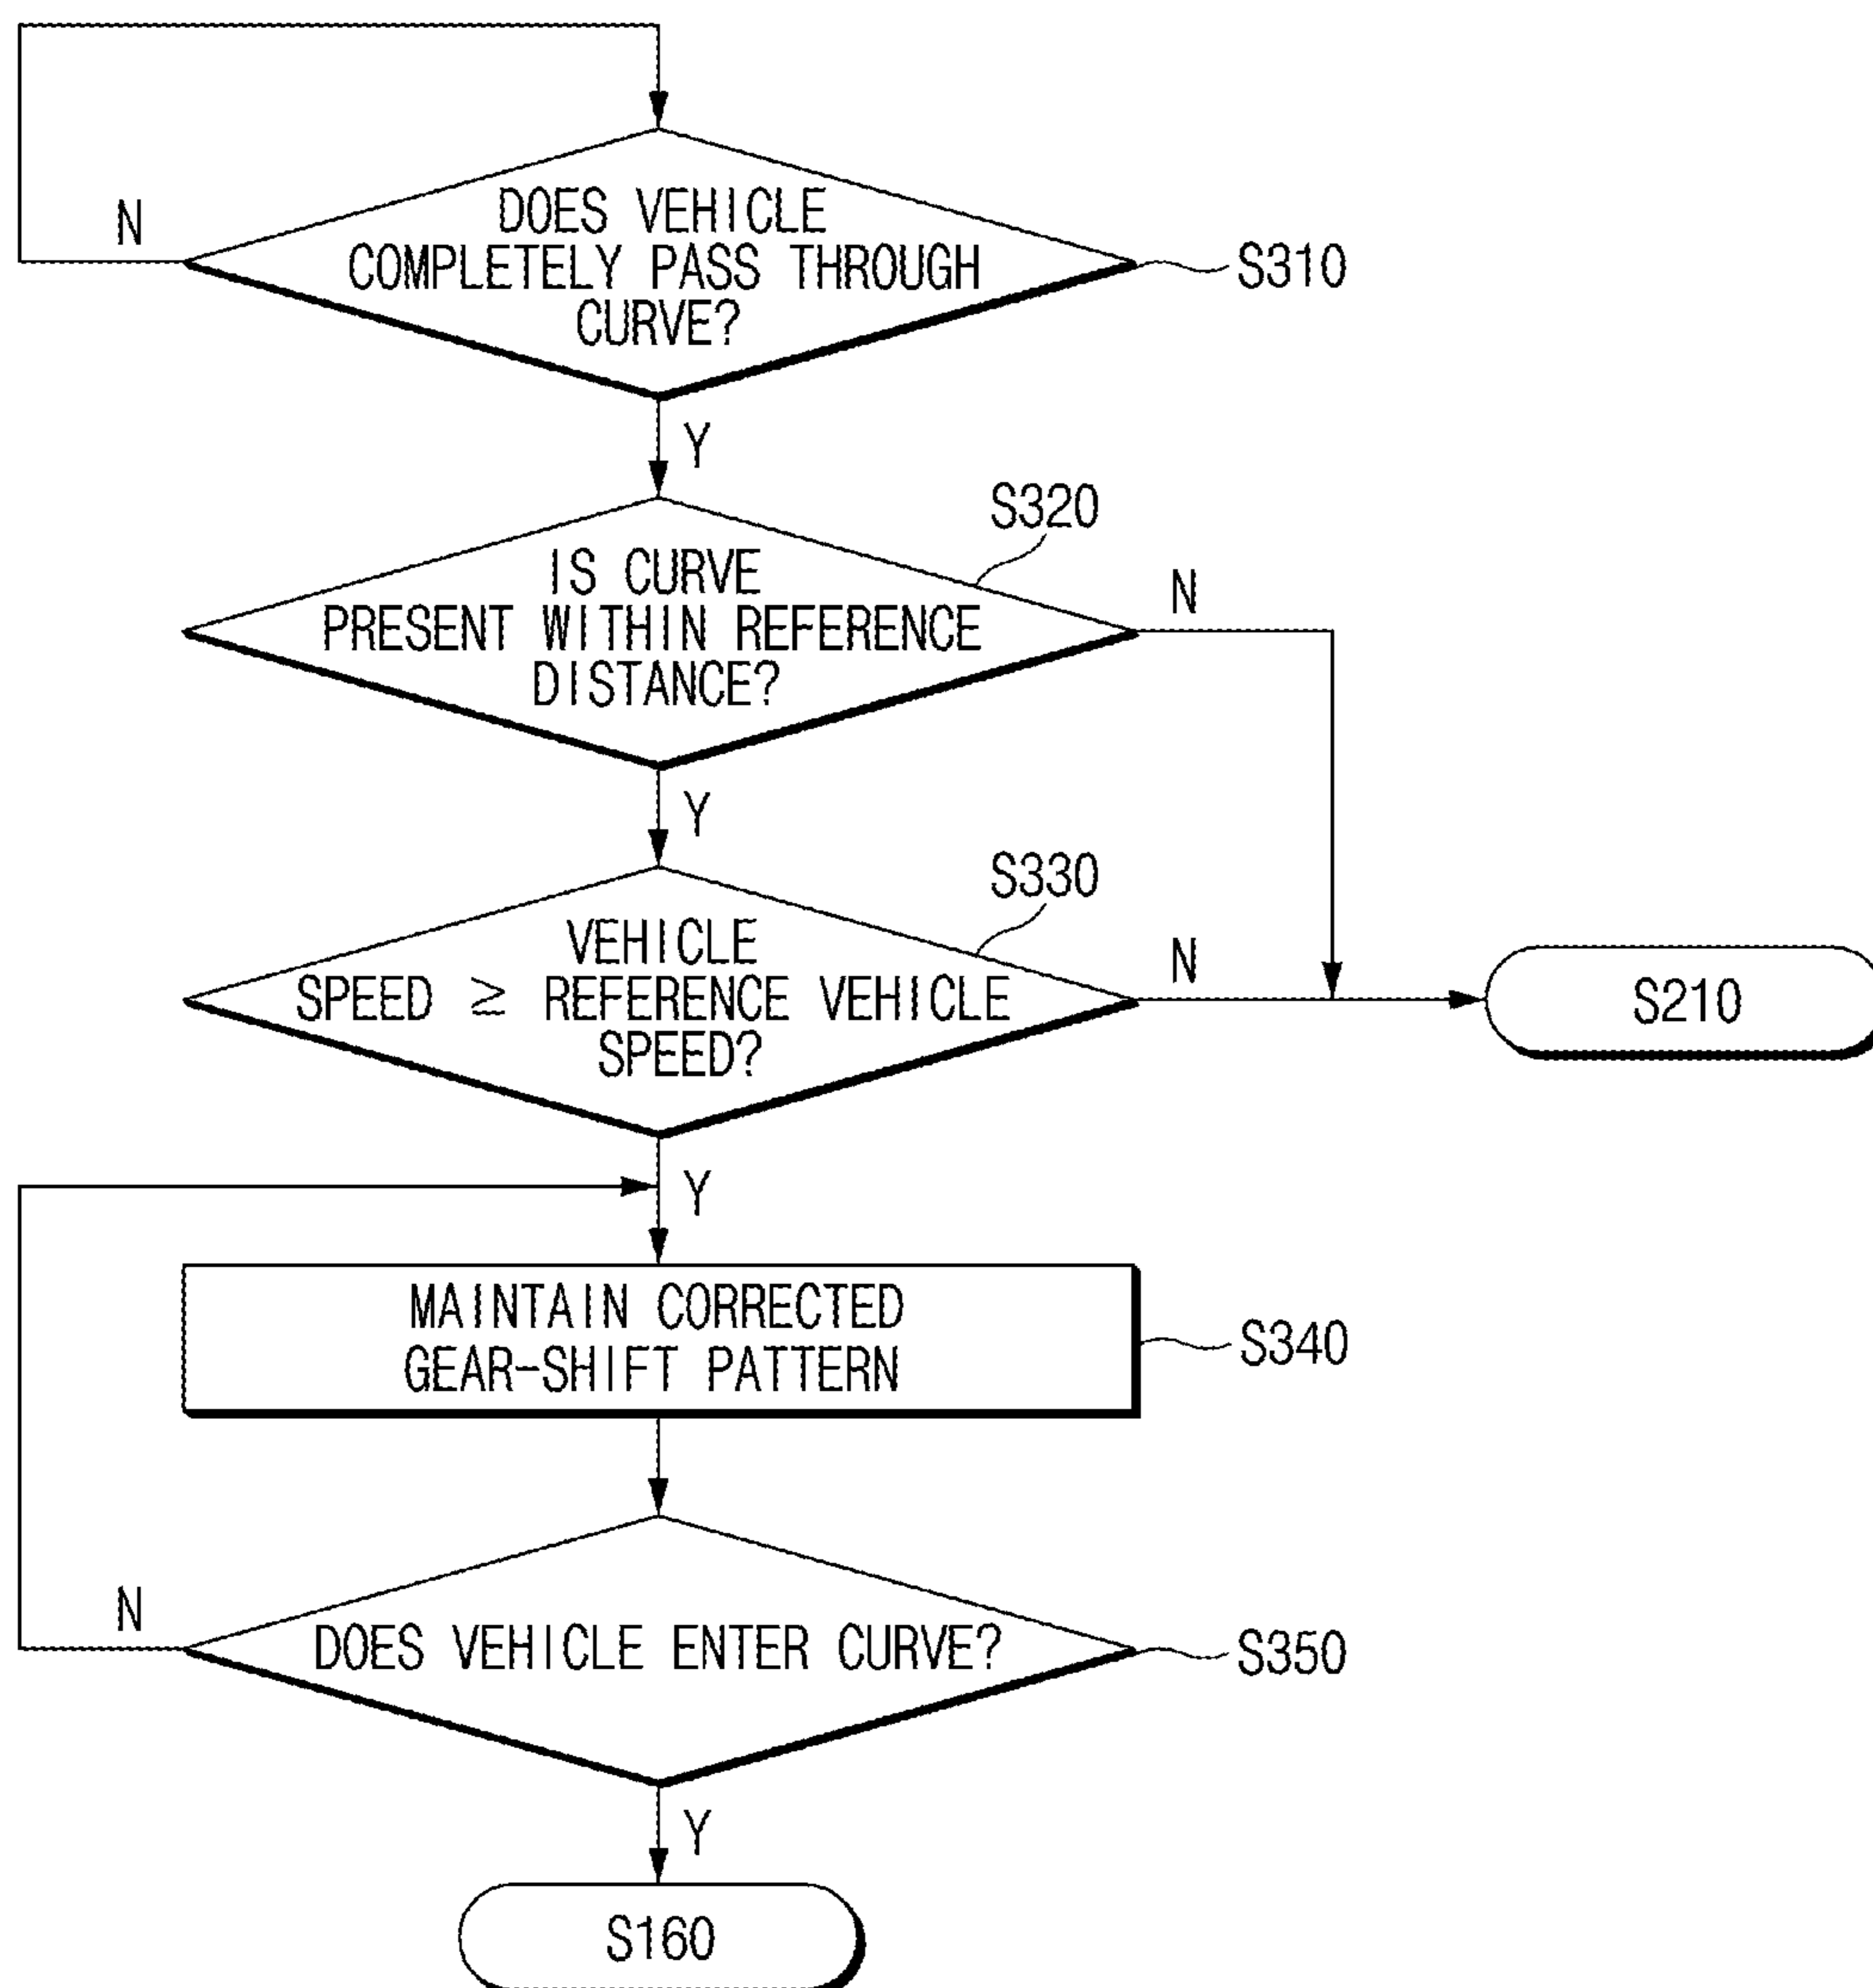 DOES VEHICLE
COMPLETELY PASS THROUGH
CURVE?
N
S310
Y
S320
IS CURVE
PRESENT WITHIN REFERENCE
DISTANCE?
N
Y
S330
VEHICLE
SPEED ≧ REFERENCE VEHICLE
SPEED?
N
S210
Y
MAINTAIN CORRECTED
GEAR-SHIFT PATTERN
S340
N
DOES VEHICLE ENTER CURVE?
S350
Y
S160